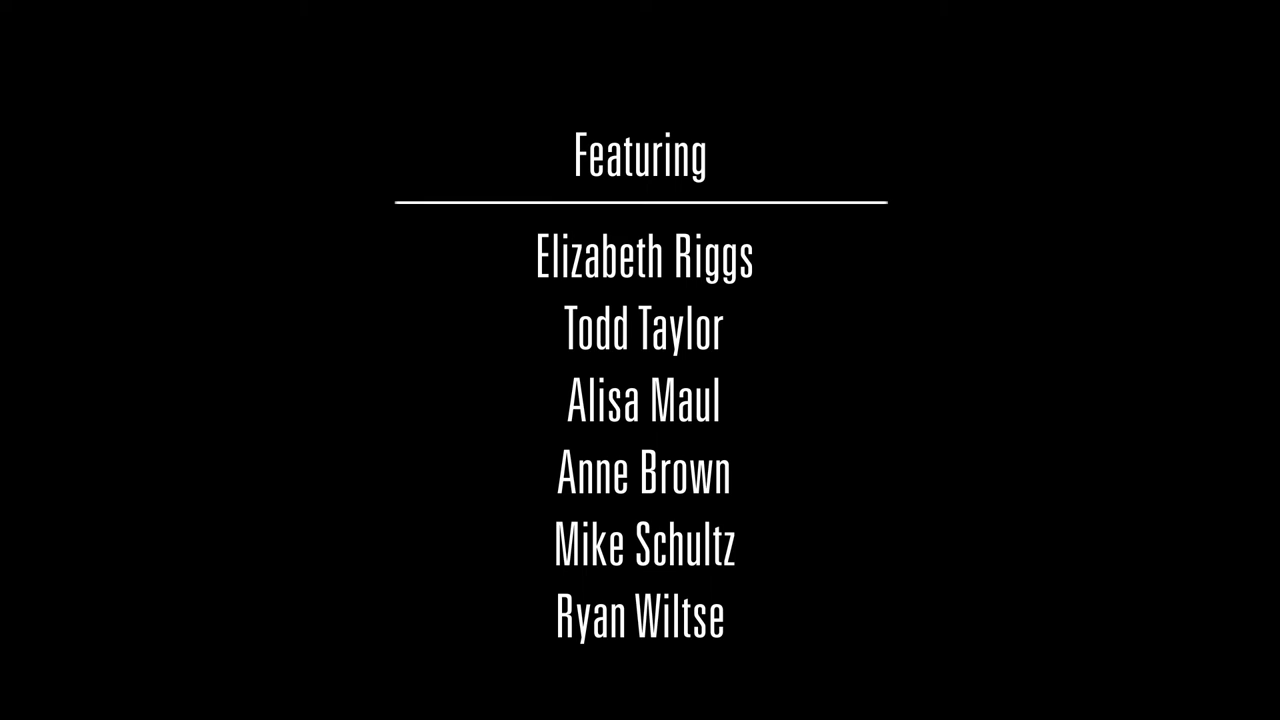 Featuring
Elizabeth Riggs
Todd Taylor
Alisa Maul
Anne Brown
Mike Schultz
Ryan Wiltse